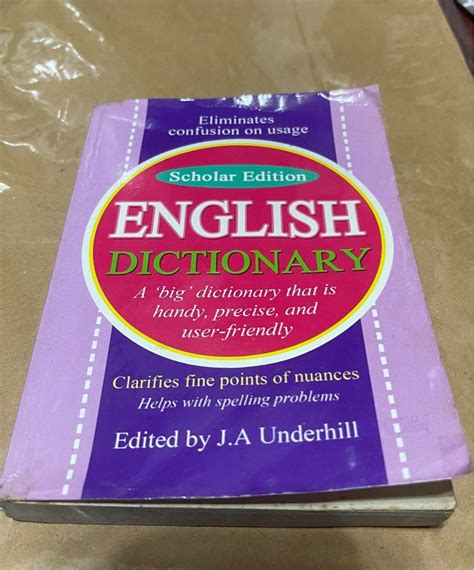 Eliminates
confusion on usage
Scholar Edition
ENGLISH
DICTIONARY
A 'big' dictionary that is
handy, precise, and
user-friendly
Clarifies fine points of nuances
Helps with spelling problems
Edited by J.A Underhill